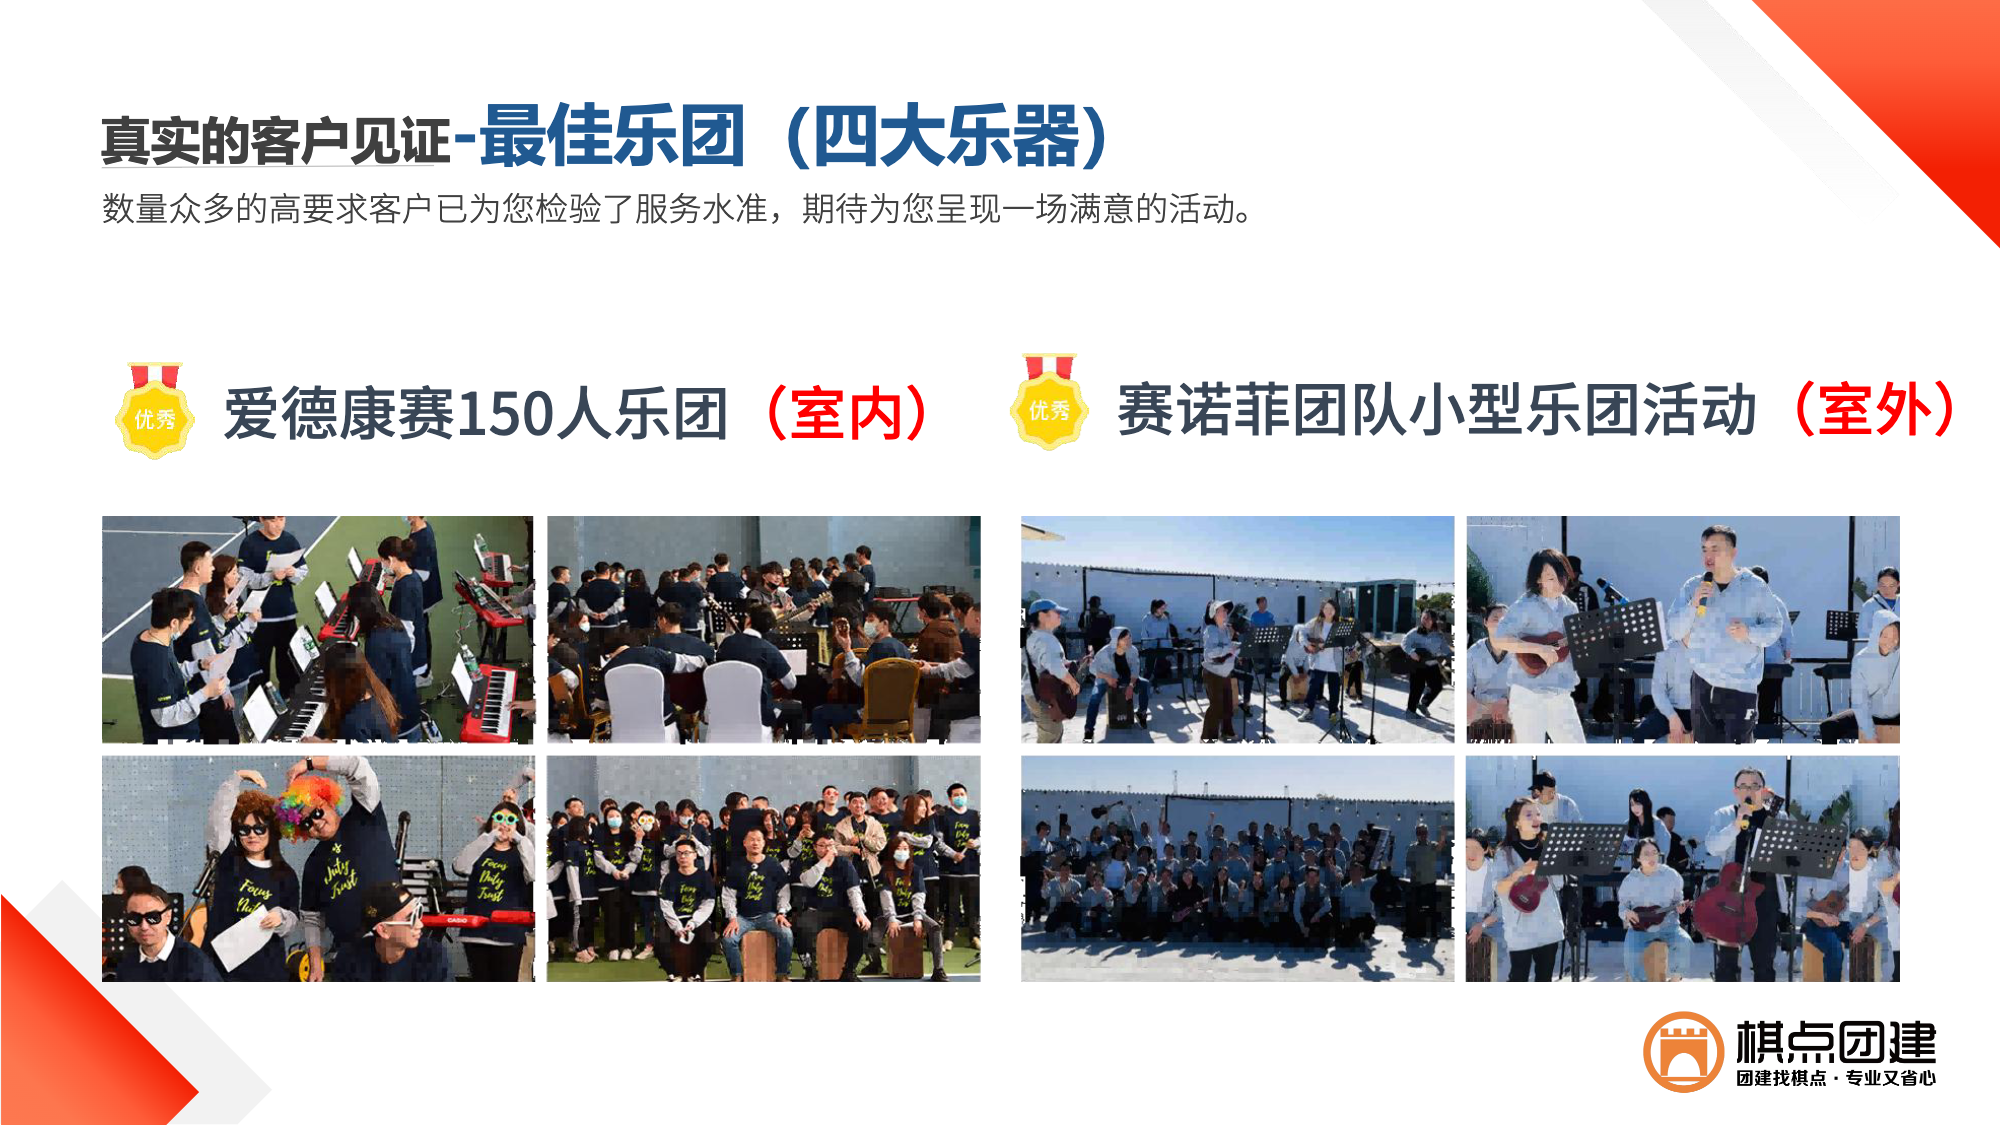 真实的客户见证-最佳乐团（四大乐器）
数量众多的高要求客户已为您检验了服务水准，期待为您呈现一场满意的活动。
优秀
爱德康赛150人乐团（室内）
优秀
赛诺菲团队小型乐团活动（室外）
Focus
Duty
Trust
CASIO
棋点团建
团建找棋点·专业又省心